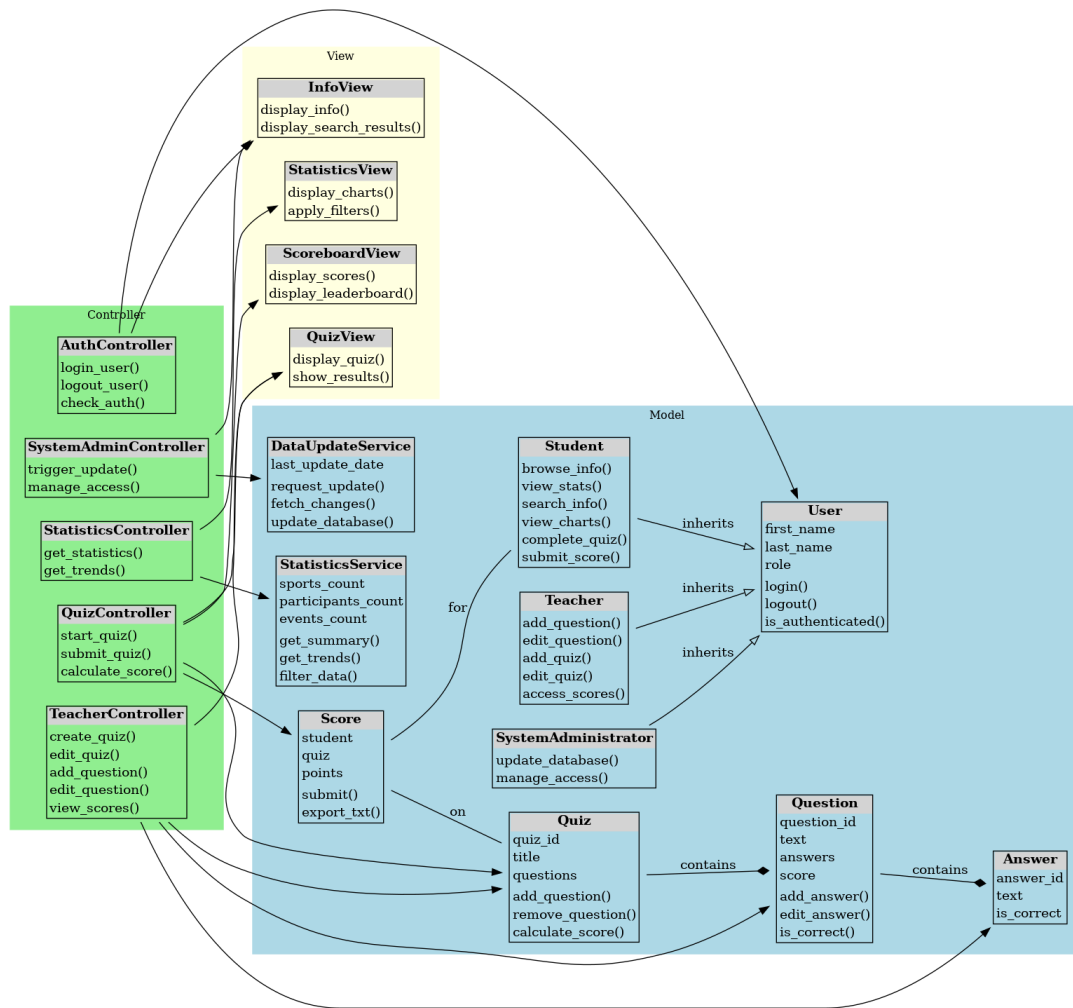 View
InfoView
display_info()
display_search_results()
StatisticsView
display_charts()
apply_filters()
ScoreboardView
display_scores()
display_leaderboard()
QuizView
display_quiz()
show_results()
Controller
AuthController
login_user()
logout_user()
check_auth()
SystemAdminController
trigger_update()
manage_access()
StatisticsController
get_statistics()
get_trends()
QuizController
start_quiz()
submit_quiz()
calculate_score()
TeacherController
create_quiz()
edit_quiz()
add_question()
edit_question()
view_scores()
Model
DataUpdateService
last_update_date
request_update()
fetch_changes()
update_database()
StatisticsService
sports_count
participants_count
events_count
get_summary()
get_trends()
filter_data()
Score
student
quiz
points
submit()
export_txt()
for
on
Student
browse_info()
view_stats()
search_info()
view_charts()
complete_quiz()
submit_score()
Teacher
add_question()
edit_question()
add_quiz()
edit_quiz()
access_scores()
SystemAdministrator
update_database()
manage_access()
Quiz
quiz_id
title
questions
add_question()
remove_question()
calculate_score()
inherits
inherits
inherits
contains
User
first_name
last_name
role
login()
logout()
is_authenticated()
Question
question_id
text
answers
score
add_answer()
edit_answer()
is_correct()
contains
Answer
answer_id
text
is_correct